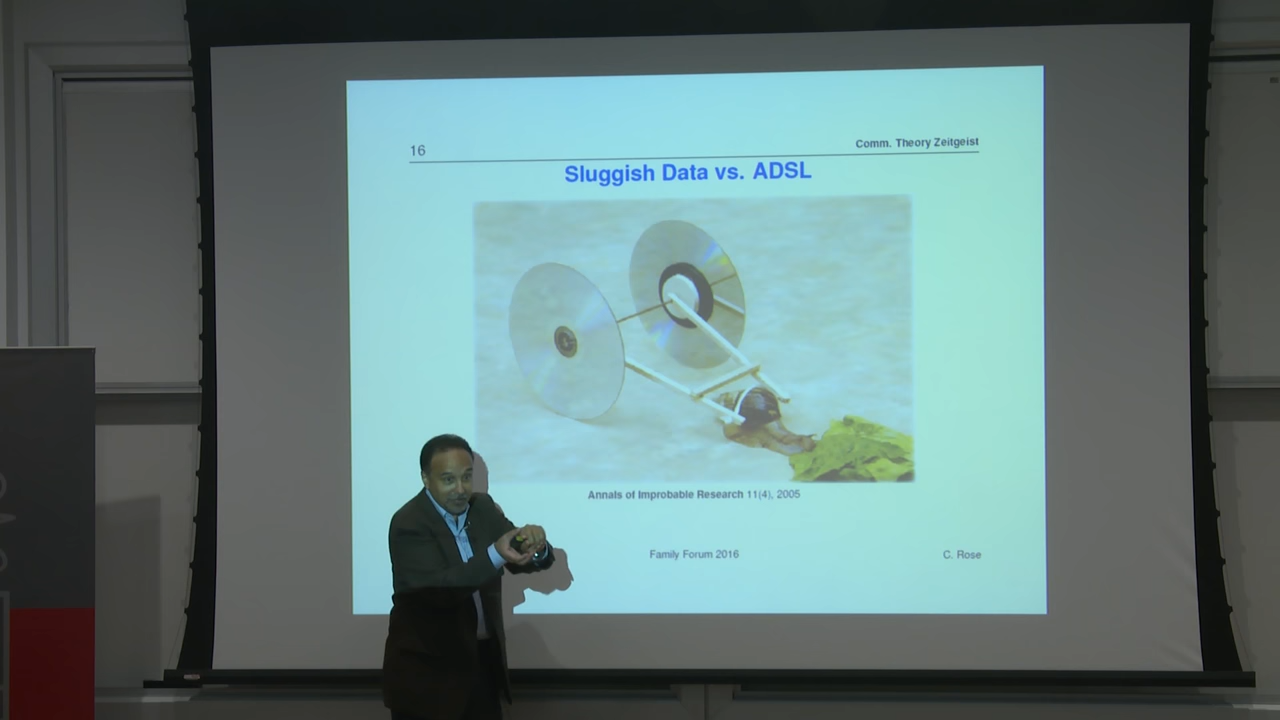 16
Comm. Theory Zeitgeist
Sluggish Data vs. ADSL
Annals of Improbable Research 11(4), 2005
Family Forum 2016
C. Rose